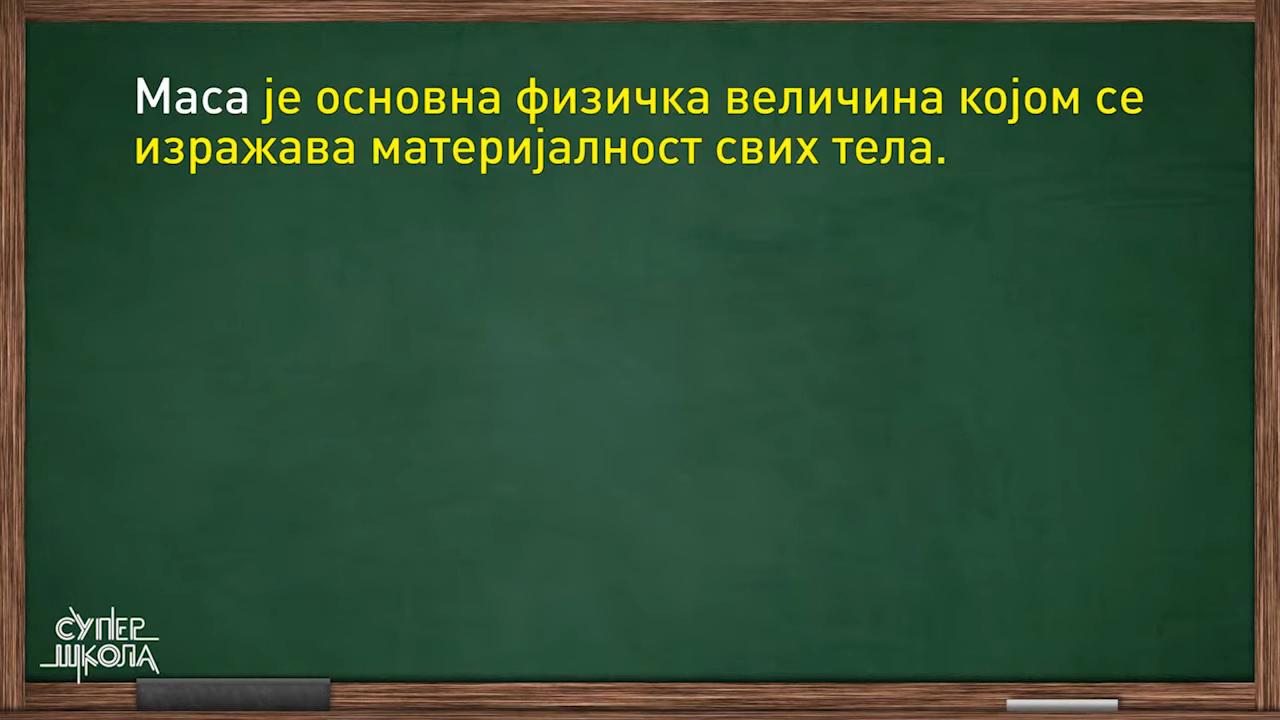 Маса је основна физичка величина којом се
изражава материјалност свих тела.
СУПЕР
ШКОЛА